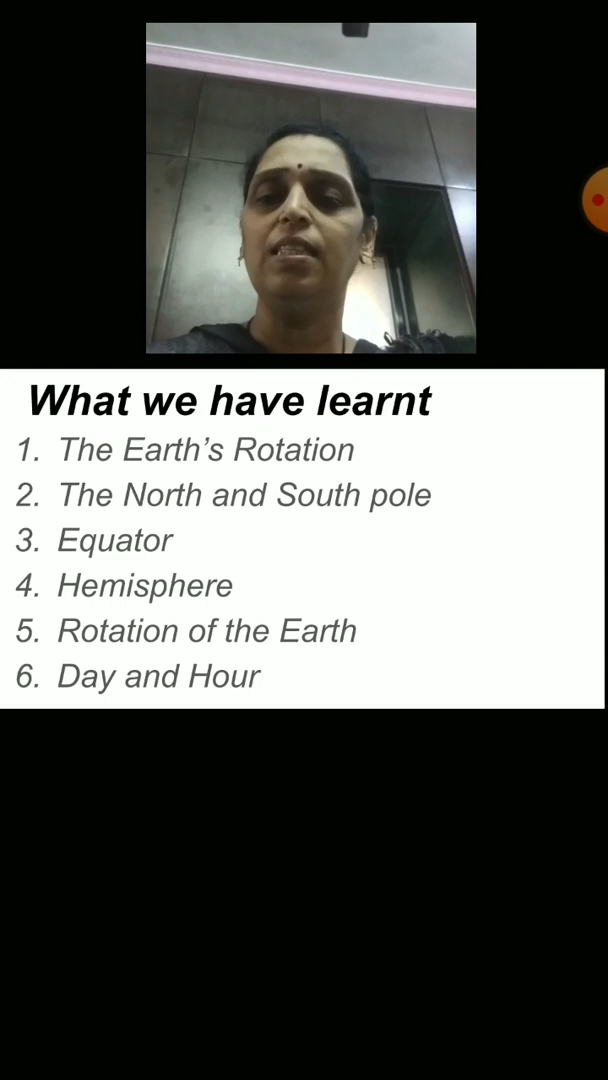 What we have learnt
1. The Earth’s Rotation
2. The North and South pole
3. Equator
4. Hemisphere
5. Rotation of the Earth
6. Day and Hour